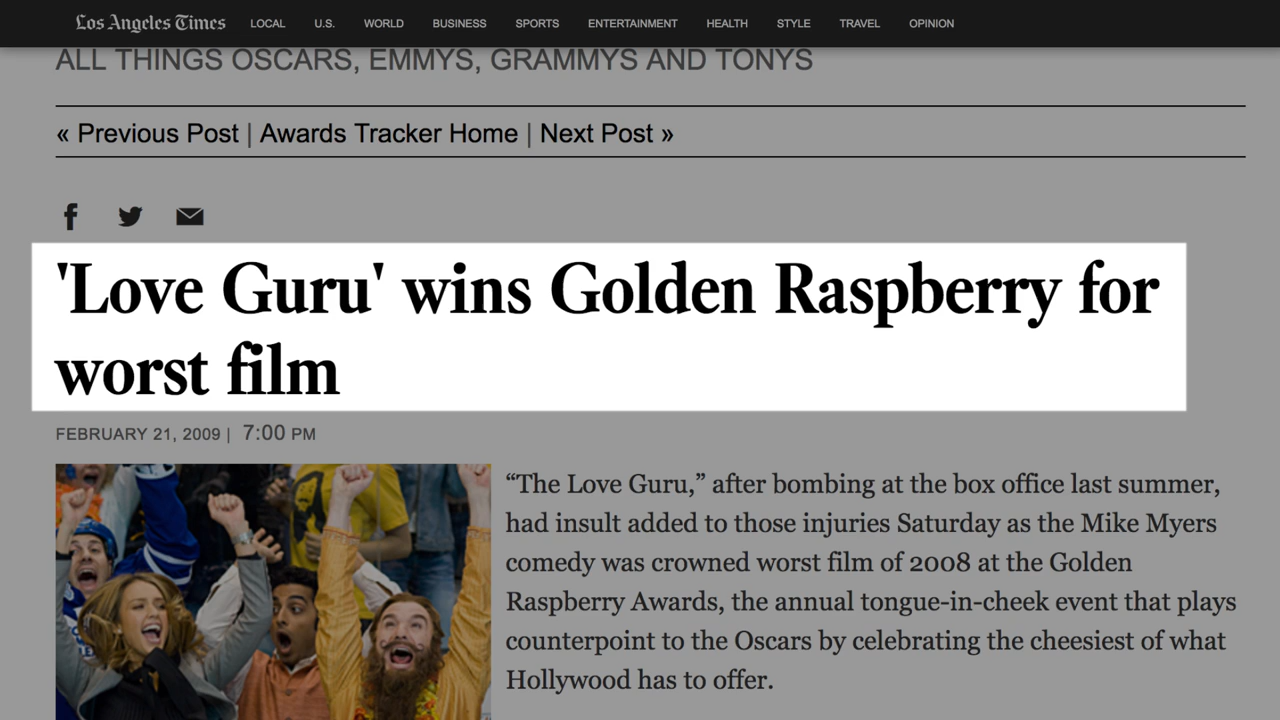 Los Angeles Times LOCAL U.S. WORLD BUSINESS SPORTS ENTERTAINMENT HEALTH STYLE TRAVEL OPINION
ALL THINGS OSCARS, EMMYS, GRAMMYS AND TONYS
« Previous Post | Awards Tracker Home | Next Post »
'Love Guru' wins Golden Raspberry for
worst film
FEBRUARY 21, 2009 | 7:00 PM
“The Love Guru,” after bombing at the box office last summer,
had insult added to those injuries Saturday as the Mike Myers
comedy was crowned worst film of 2008 at the Golden
Raspberry Awards, the annual tongue-in-cheek event that plays
counterpoint to the Oscars by celebrating the cheesiest of what
Hollywood has to offer.